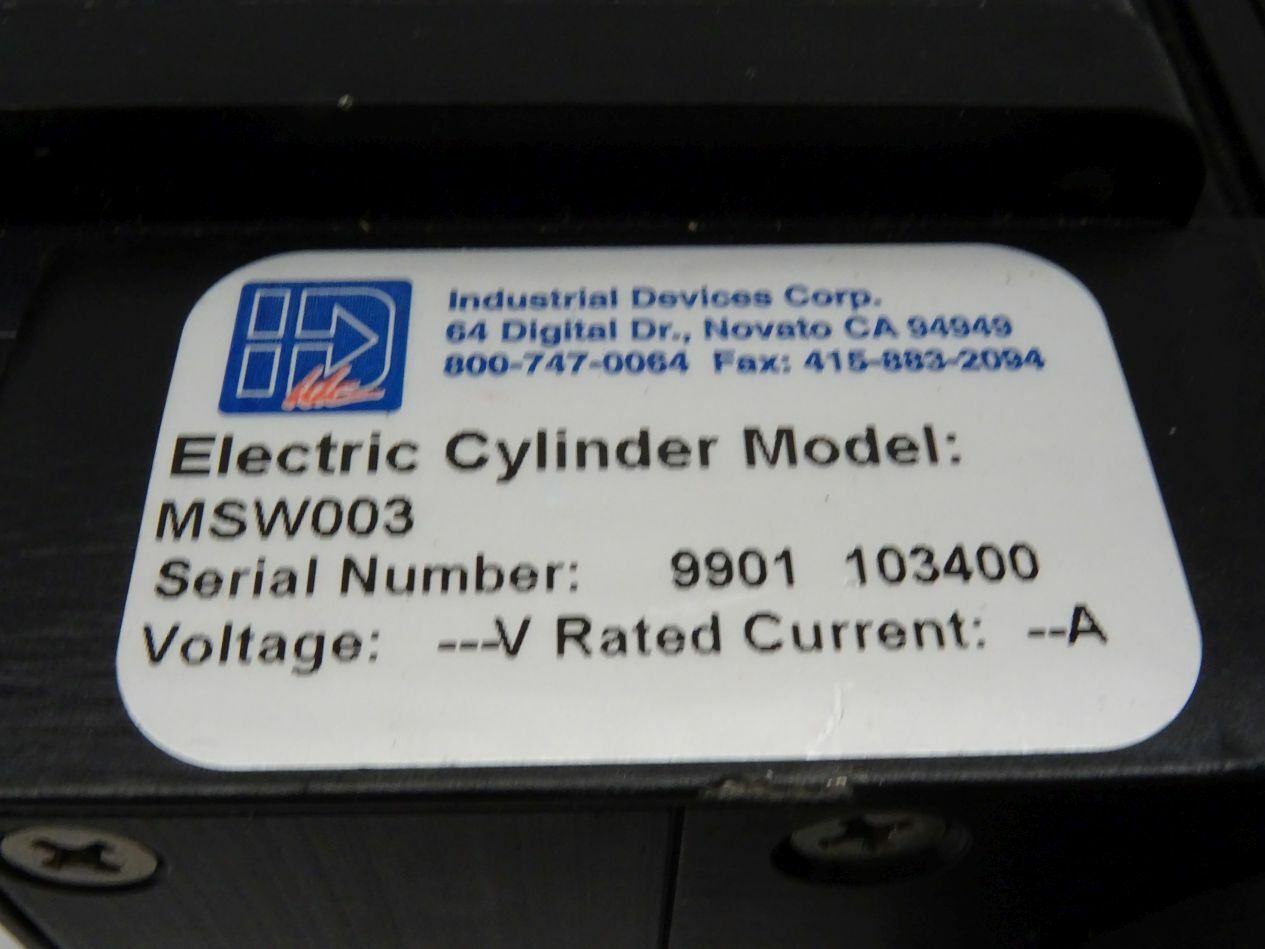 Industrial Devices Corp.
64 Digital Dr., Novato CA 94949
800-747-0064 Fax: 415-883-2094
Electric Cylinder Model:
MSW003
Serial Number: 9901 103400
Voltage: ---V Rated Current: --A